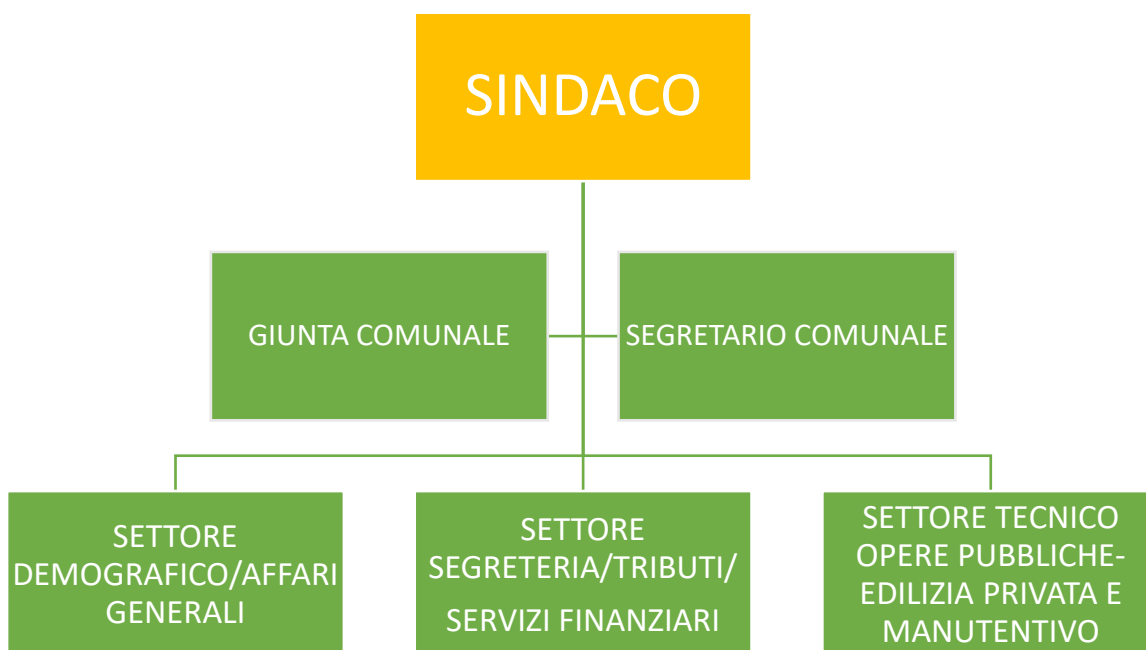 SINDACO
GIUNTA COMUNALE
SEGRETARIO COMUNALE
SETTORE
DEMOGRAFICO/AFFARI
GENERALI
SETTORE
SEGRETERIA/TRIBUTI/
SERVIZI FINANZIARI
SETTORE TECNICO
OPERE PUBBLICHE-
EDILIZIA PRIVATA E
MANUTENTIVO